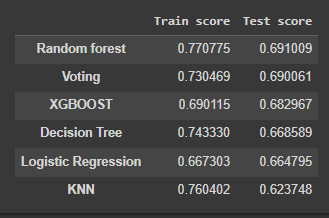 Train score Test score
Random forest 0.770775 0.691009
Voting 0.730469 0.690061
XGBOOST 0.690115 0.682967
Decision Tree 0.743330 0.668589
Logistic Regression 0.667303 0.664795
KNN 0.760402 0.623748